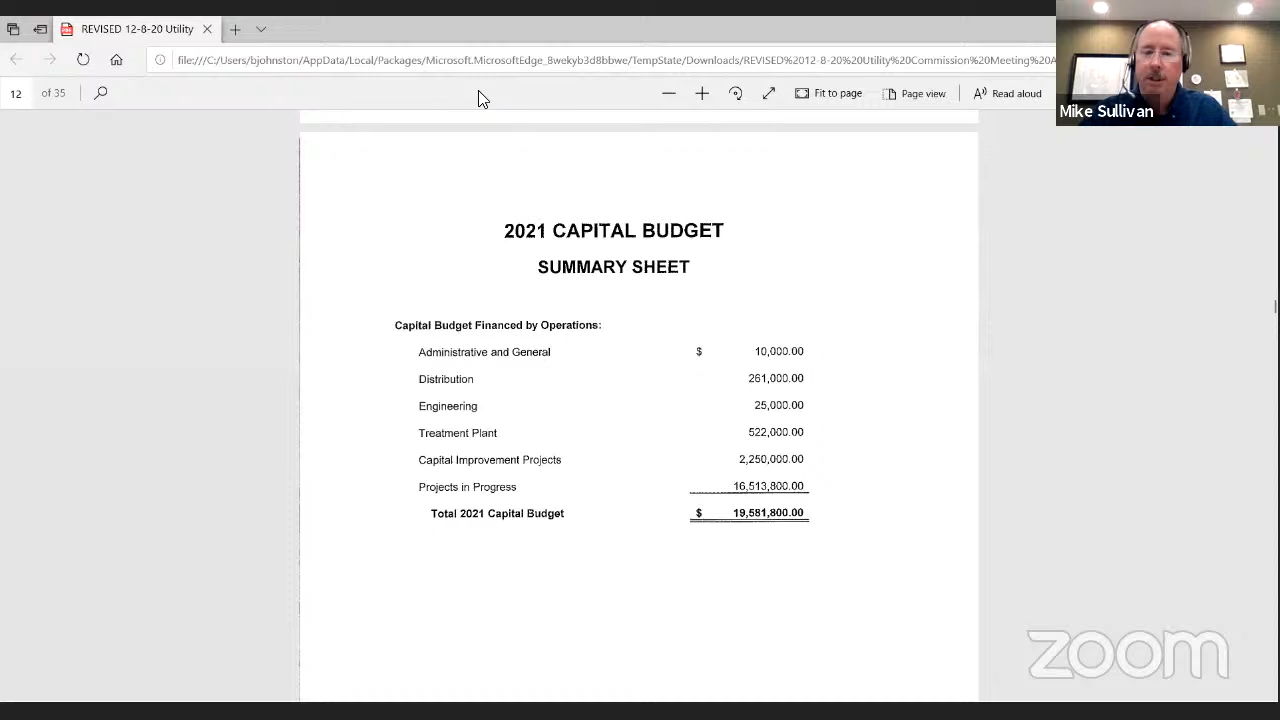 REVISED 12-8-20 Utility
file:///C:/Users/bjohnston/AppData/Local/Packages/Microsoft.MicrosoftEdge_8wekyb3d8bbwe/TempState/Downloads/REVISED%2012-8-20%20Utility%20Commission%20Meeting%20A
12 of 35
Fit to page
Page view
Read aloud
Mike Sullivan
2021 CAPITAL BUDGET
SUMMARY SHEET
Capital Budget Financed by Operations:
Administrative and General $ 10,000.00
Distribution 261,000.00
Engineering 25,000.00
Treatment Plant 522,000.00
Capital Improvement Projects 2,250,000.00
Projects in Progress 16,513,800.00
Total 2021 Capital Budget $ 19,581,800.00
zoom